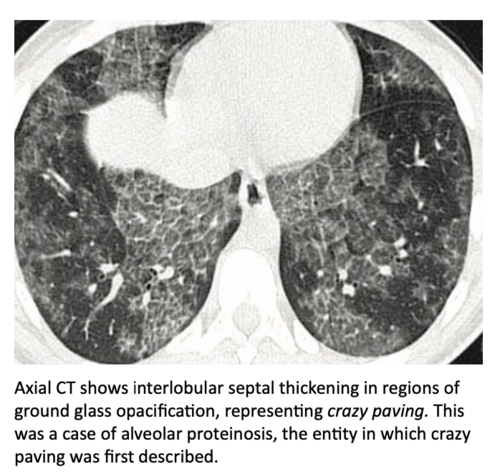 Axial CT shows interlobular septal thickening in regions of
ground glass opacification, representing crazy paving. This
was a case of alveolar proteinosis, the entity in which crazy
paving was first described.